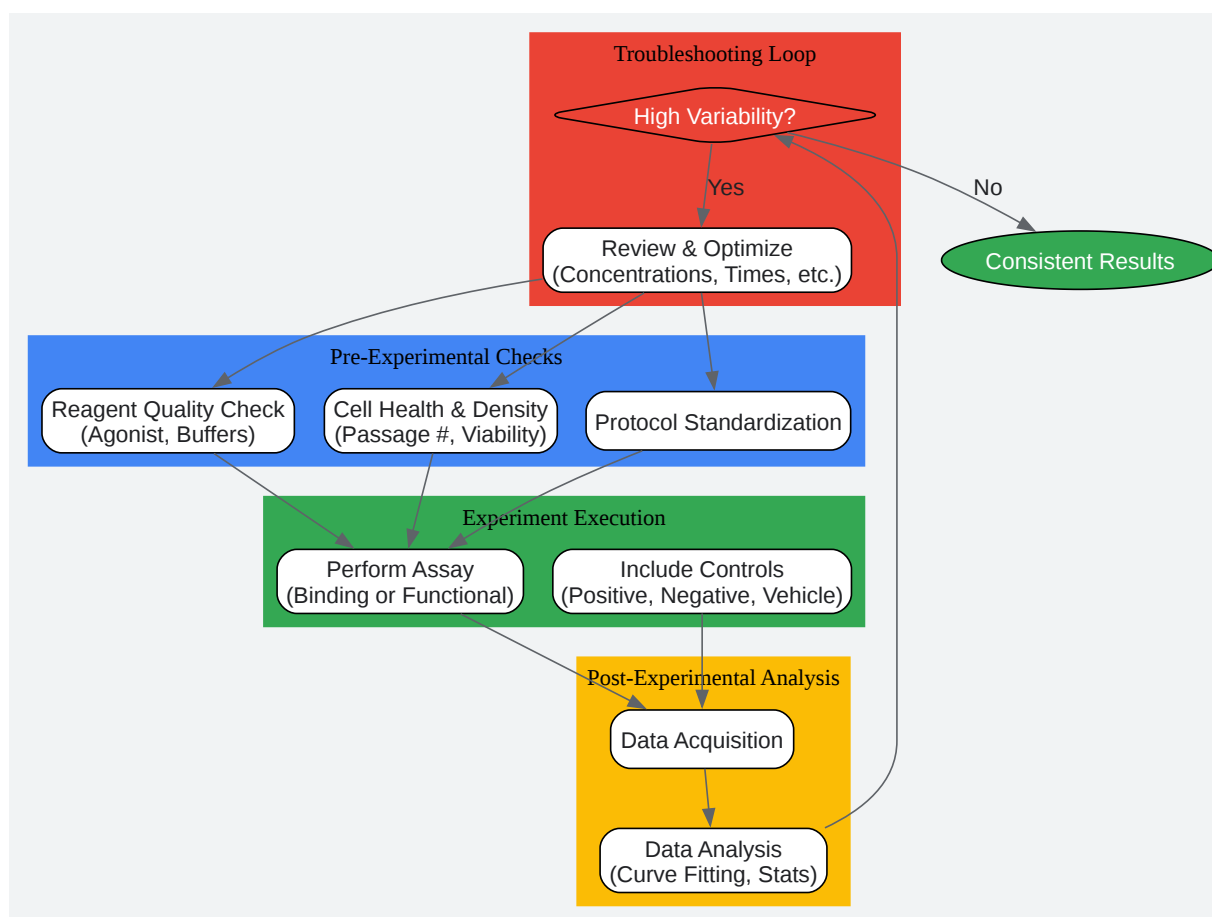 Troubleshooting Loop
High Variability?
Yes
No
Review & Optimize
(Concentrations, Times, etc.)
Consistent Results
Pre-Experimental Checks
Reagent Quality Check
(Agonist, Buffers)
Cell Health & Density
(Passage #, Viability)
Protocol Standardization
Experiment Execution
Perform Assay
(Binding or Functional)
Include Controls
(Positive, Negative, Vehicle)
Post-Experimental Analysis
Data Acquisition
Data Analysis
(Curve Fitting, Stats)